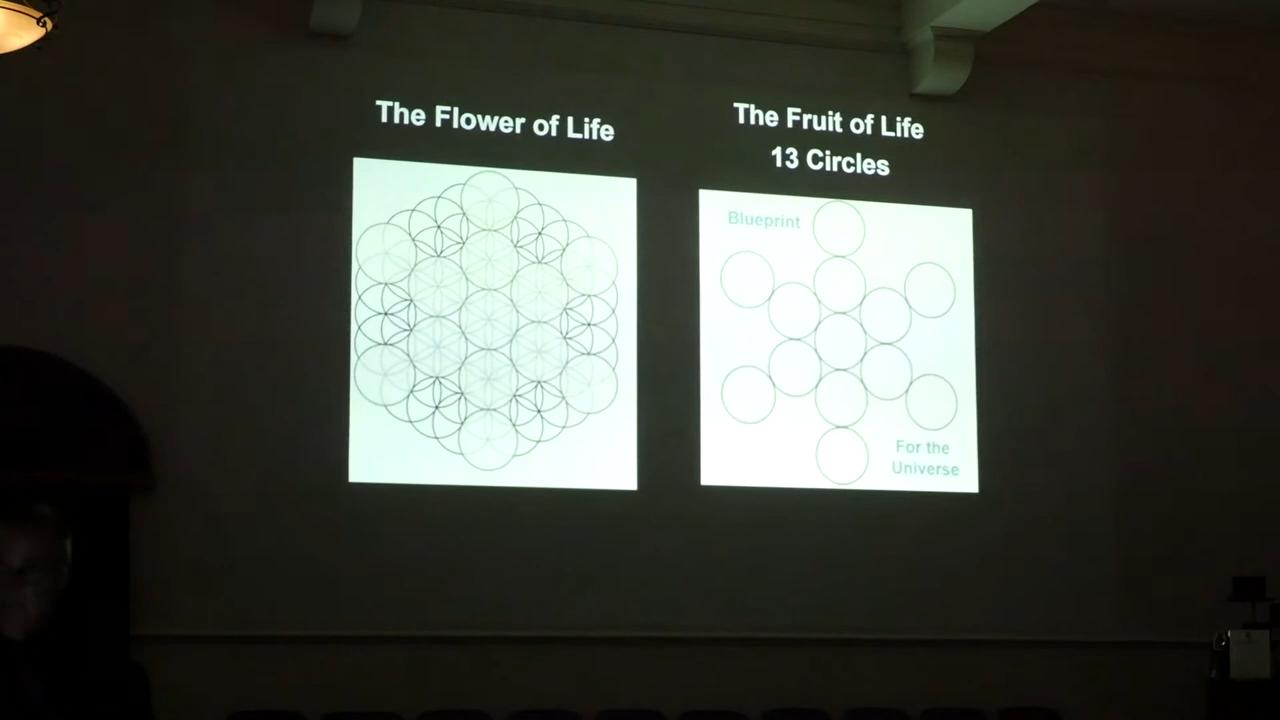 The Flower of Life
The Fruit of Life
13 Circles
Blueprint
For the
Universe